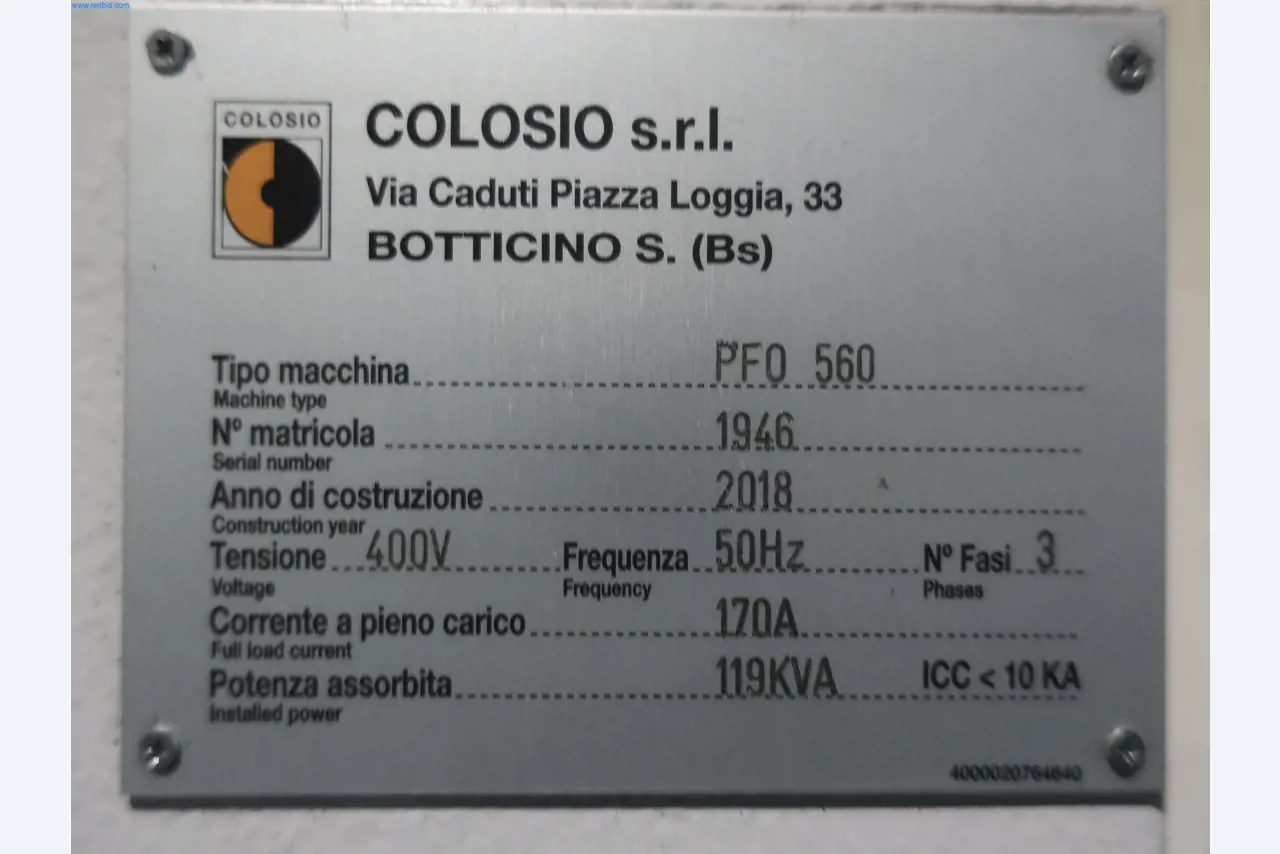 www.netbid.com
COLOSIO
COLOSIO s.r.l.
Via Caduti Piazza Loggia, 33
BOTTICINO S. (Bs)
Tipo macchina PFO 560
Machine type
Nº matricola 1946
Serial number
Anno di costruzione 2018
Construction year
Tensione 400V Frequenza 50Hz Nº Fasi 3
Voltage Frequency Phases
Corrente a pieno carico 170A
Full load current
Potenza assorbita 119KVA ICC < 10 KA
Installed power
4000020764640